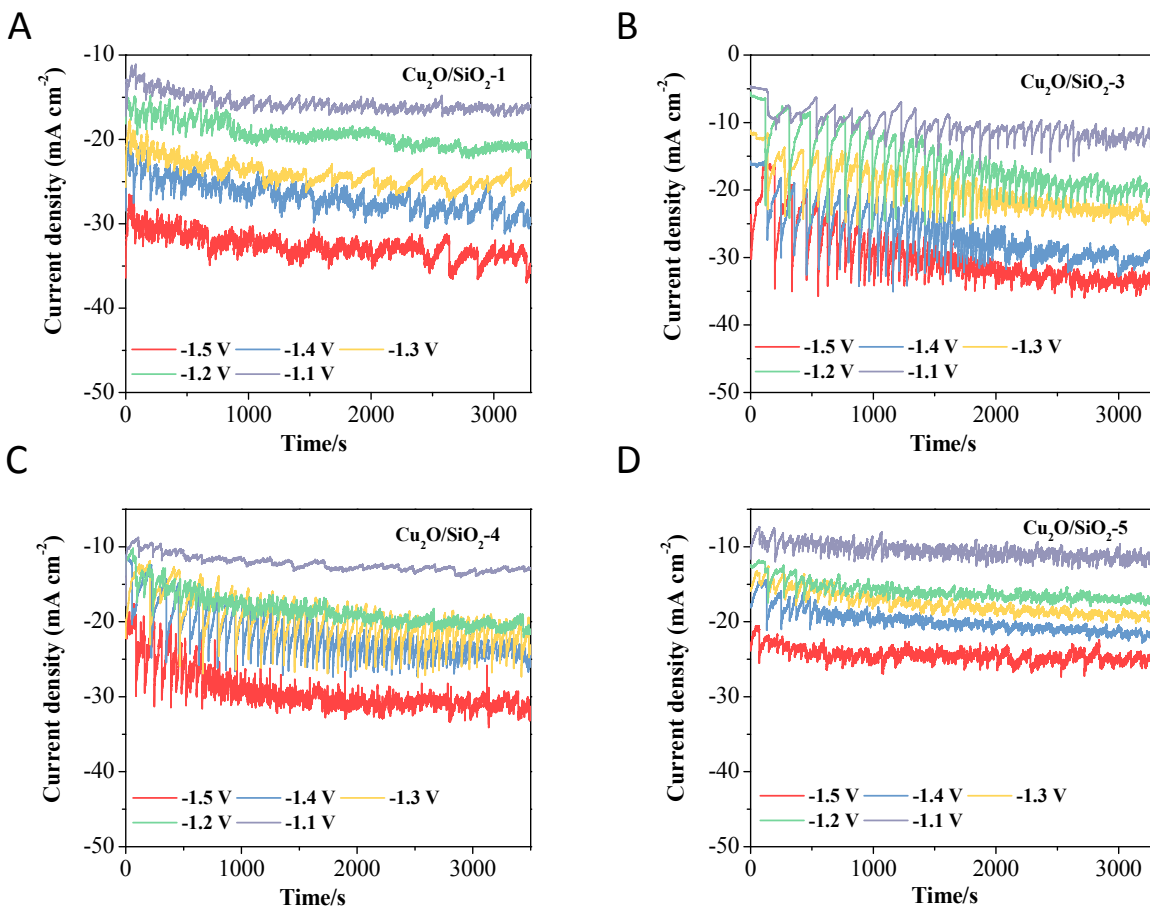 A
Current density (mA cm⁻²)
-10
-20
-30
-40
-50
Cu₂O/SiO₂-1
-1.5 V -1.4 V -1.3 V
-1.2 V -1.1 V
0 1000 2000 3000
Time/s
B
Current density (mA cm⁻²)
0
-10
-20
-30
-40
-50
Cu₂O/SiO₂-3
-1.5 V -1.4 V -1.3 V
-1.2 V -1.1 V
0 1000 2000 3000
Time/s
C
Current density (mA cm⁻²)
-10
-20
-30
-40
-50
Cu₂O/SiO₂-4
-1.5 V -1.4 V -1.3 V
-1.2 V -1.1 V
0 1000 2000 3000
Time/s
D
Current density (mA cm⁻²)
-10
-20
-30
-40
-50
Cu₂O/SiO₂-5
-1.5 V -1.4 V -1.3 V
-1.2 V -1.1 V
0 1000 2000 3000
Time/s